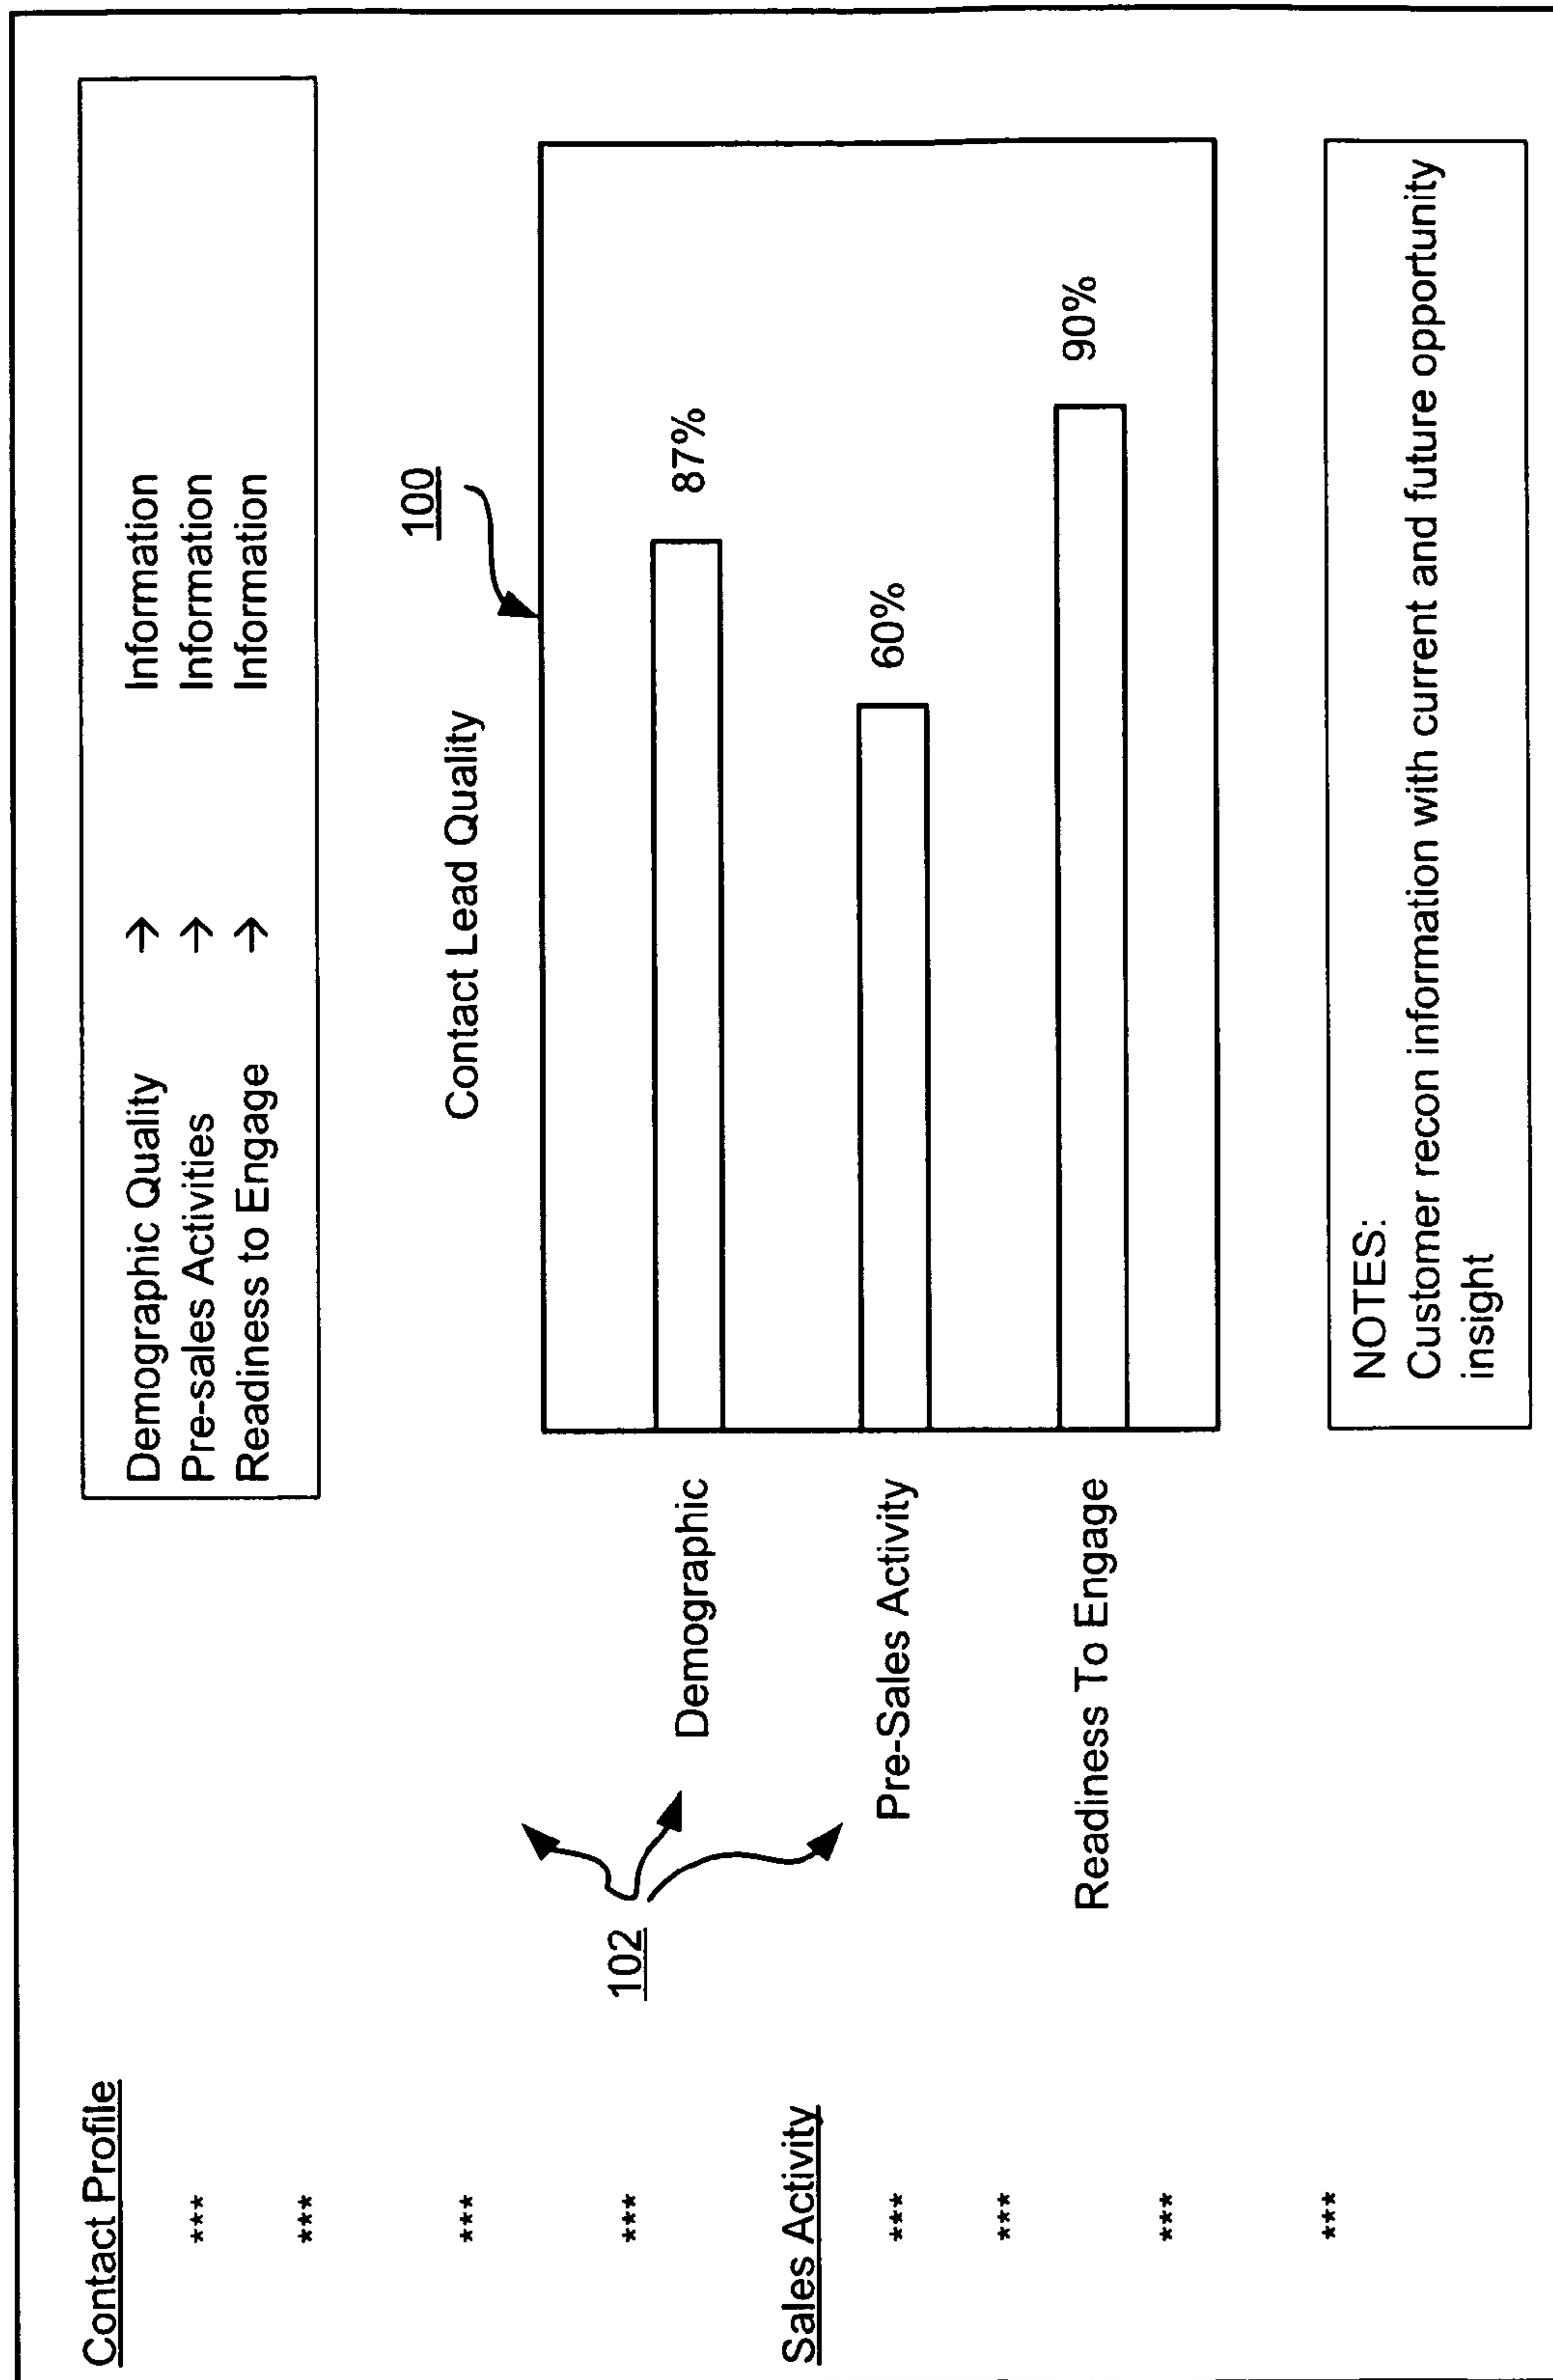 Contact Profile
***
***
***
***
Sales Activity
***
***
***
***
Demographic Quality → Information
Pre-sales Activities → Information
Readiness to Engage → Information
Contact Lead Quality
100
102
Demographic 87%
Pre-Sales Activity 60%
Readiness To Engage 90%
NOTES:
Customer recon information with current and future opportunity
insight